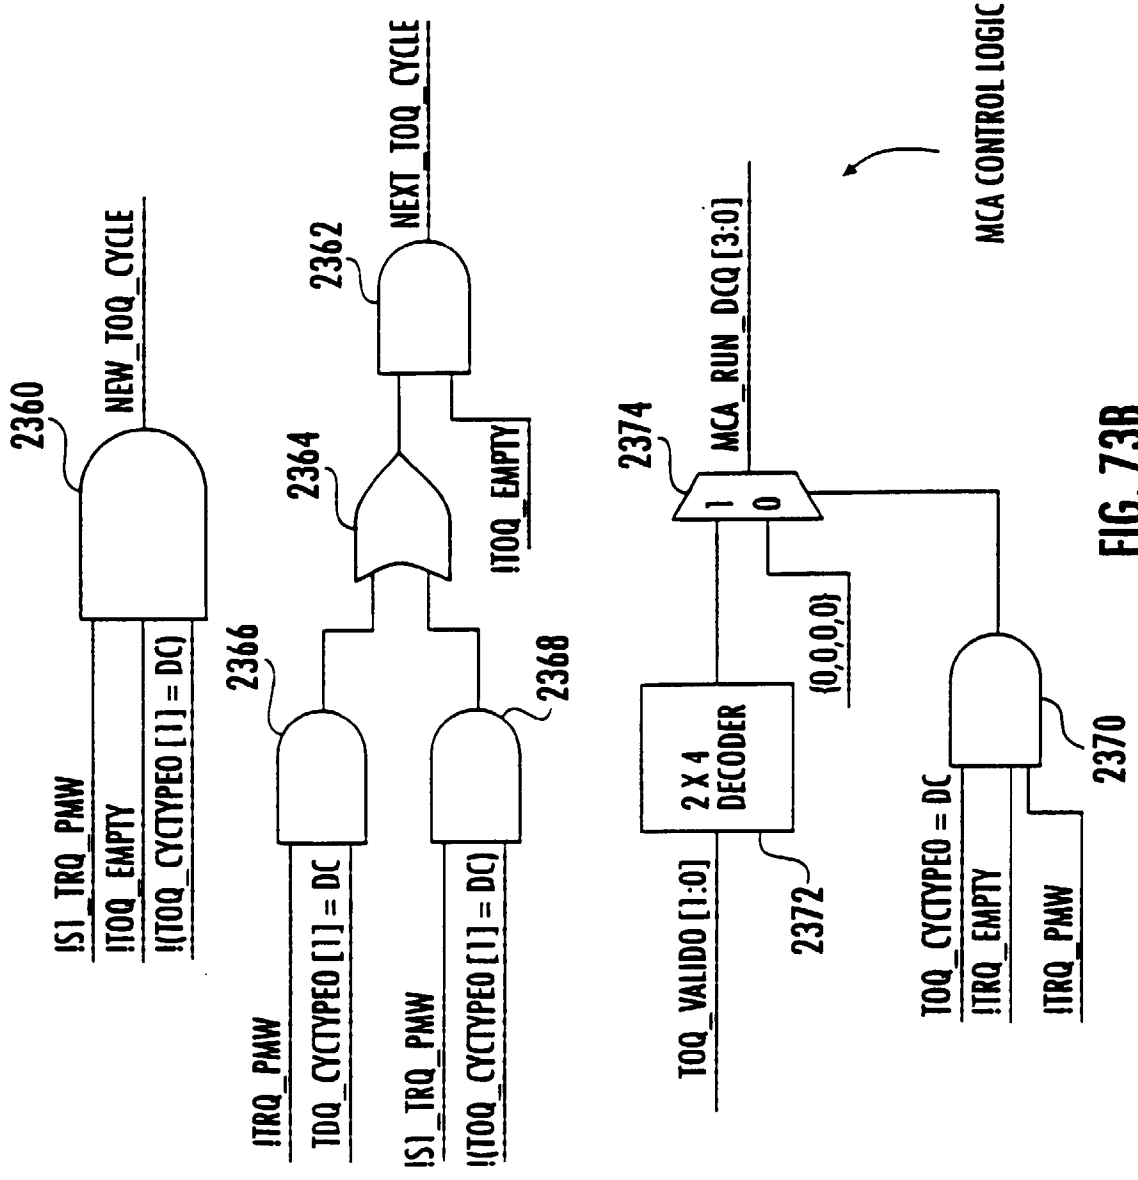 !S1_TRQ_PMW
!TOQ_EMPTY
!(TOQ_CYCTYPE0 [1] = DC)
2360
NEW_TOQ_CYCLE
!TRQ_PMW
TDQ_CYCTYPE0 [1] = DC
2366
!S1_TRQ_PMW
!(TOQ_CYCTYPE0 [1] = DC)
2368
2364
!TOQ_EMPTY
2362
NEXT_TOQ_CYCLE
TOQ_VALID0 [1:0]
2 X 4
DECODER
2372
{0,0,0,0}
1
0
2374
MCA_RUN_DCQ [3:0]
TOQ_CYCTYPE0 = DC
!TRQ_EMPTY
!TRQ_PMW
2370
MCA CONTROL LOGIC
FIG. 73B